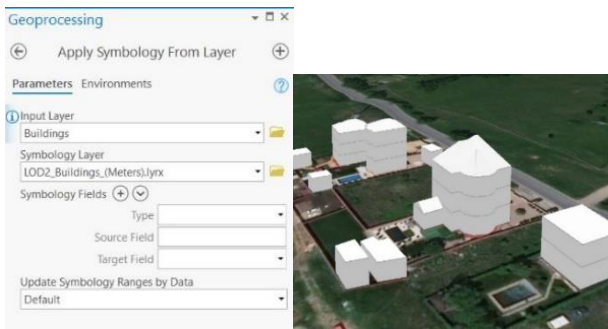 Geoprocessing
Apply Symbology From Layer
Parameters Environments
Input Layer
Buildings
Symbology Layer
LOD2_Buildings_(Meters).lyrx
Symbology Fields
Type
Source Field
Target Field
Update Symbology Ranges by Data
Default